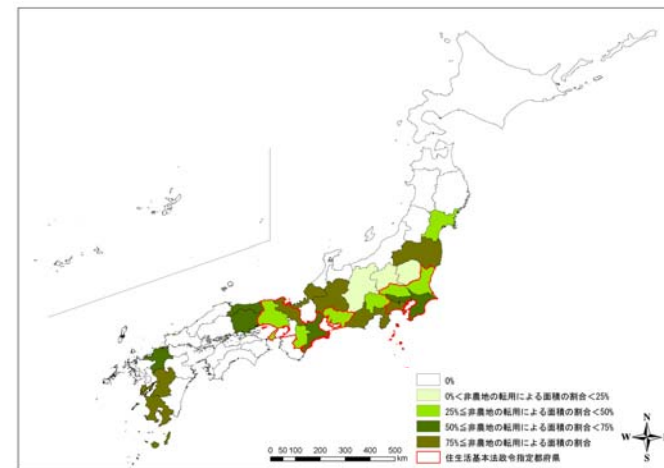 N
W
S
0%
0%<非農地の転用による面積の割合<25%
25%≦非農地の転用による面積の割合<50%
50%≦非農地の転用による面積の割合<75%
75%≦非農地の転用による面積の割合
住生活基本法政令指定都府県
0 50 100 200 300 400 500
km